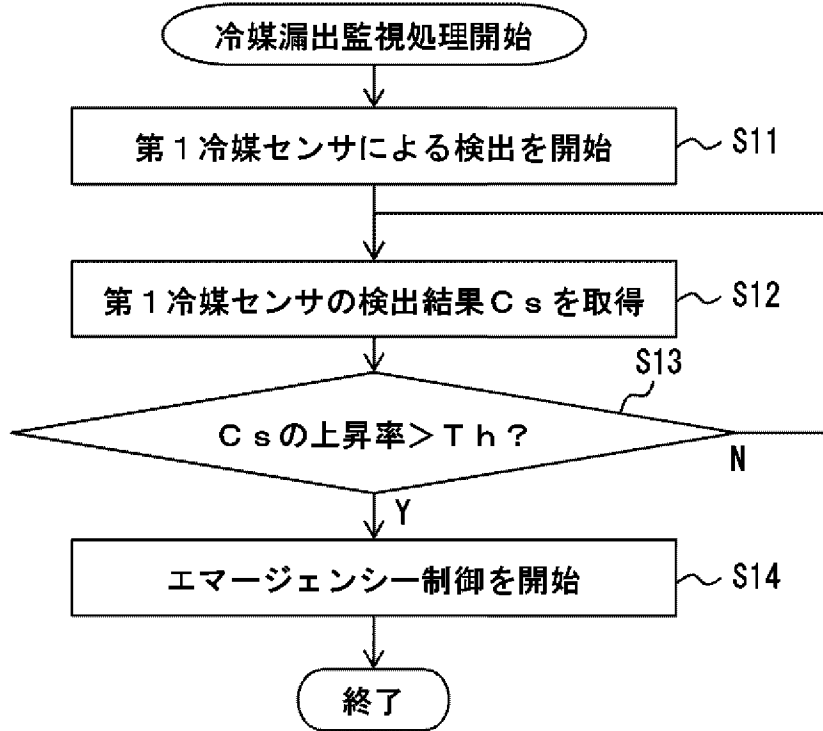 冷媒漏出監視処理開始
第１冷媒センサによる検出を開始
S11
第１冷媒センサの検出結果Ｃｓを取得
S12
S13
Ｃｓの上昇率＞Ｔｈ？
N
Y
エマージェンシー制御を開始
S14
終了